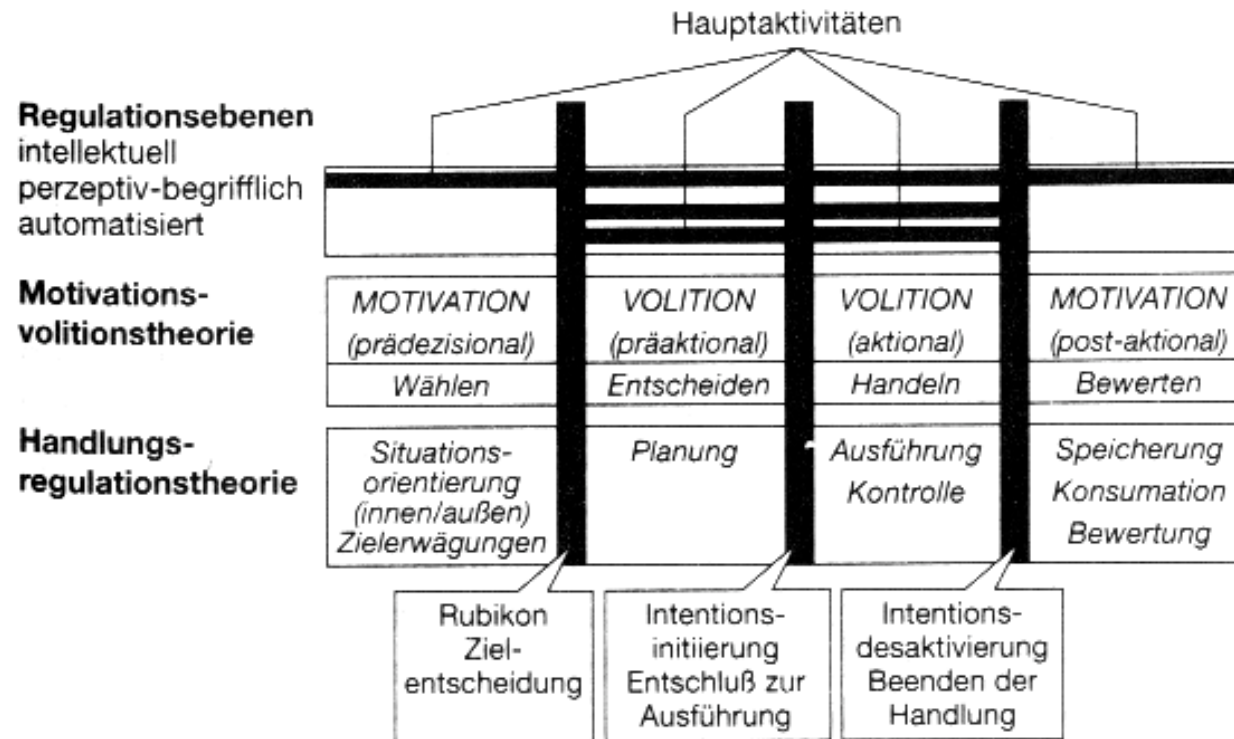 Hauptaktivitäten
Regulationsebenen
intellektuell
perzeptiv-begrifflich
automatisiert
Motivations-
volitionstheorie
MOTIVATION
(prädezisional)
Wählen
VOLITION
(präaktional)
Entscheiden
VOLITION
(aktional)
Handeln
MOTIVATION
(post-aktional)
Bewerten
Handlungs-
regulationstheorie
Situations-
orientierung
(innen/außen)
Zielerwägungen
Planung
Ausführung
Kontrolle
Speicherung
Konsumation
Bewertung
Rubikon
Ziel-
entscheidung
Intentions-
initiierung
Entschluß zur
Ausführung
Intentions-
desaktivierung
Beenden der
Handlung